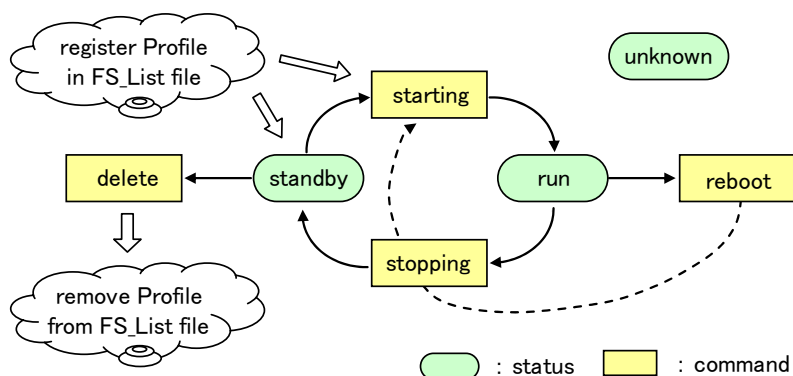 register Profile
in FS_List file
unknown
starting
delete
standby
run
reboot
stopping
remove Profile
from FS_List file
: status
: command